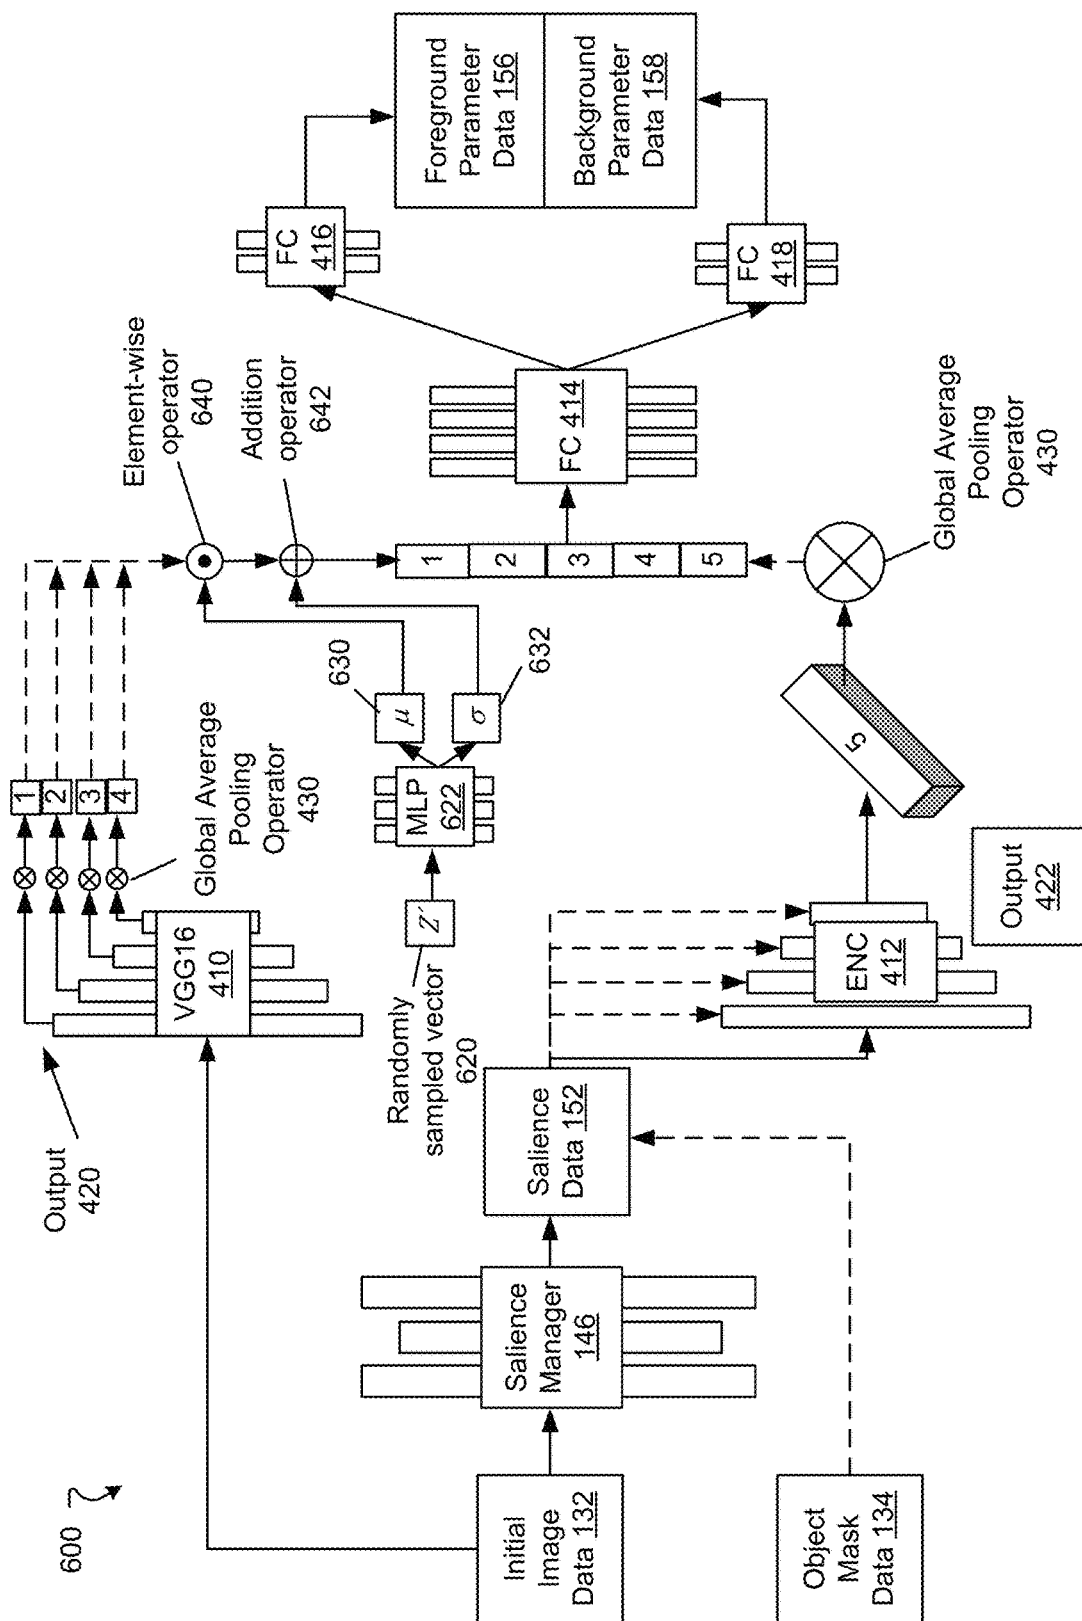 600
Initial
Image
Data 132
Object
Mask
Data 134
Salience
Manager
146
Salience
Data 152
Output
420
VGG16
410
1
2
3
4
Global Average
Pooling
Operator
430
Randomly
sampled vector
620
Z′
MLP
622
μ
σ
630
632
ENC
412
Output
422
5
Element-wise
operator
640
Addition
operator
642
1
2
3
4
5
Global Average
Pooling
Operator
430
FC 414
FC
416
FC
418
Foreground
Parameter
Data 156
Background
Parameter
Data 158